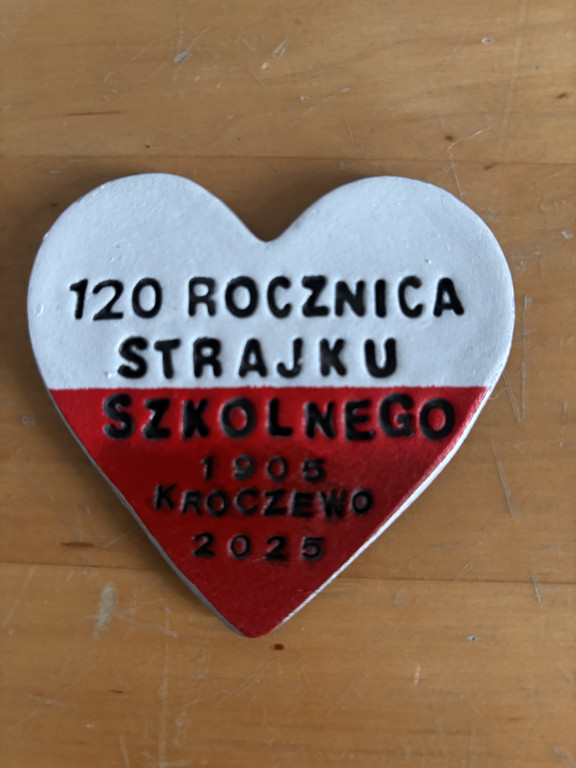 120 ROCZNICA
STRAJKU
SZKOLNEGO
1905
KROCZEWO
2025